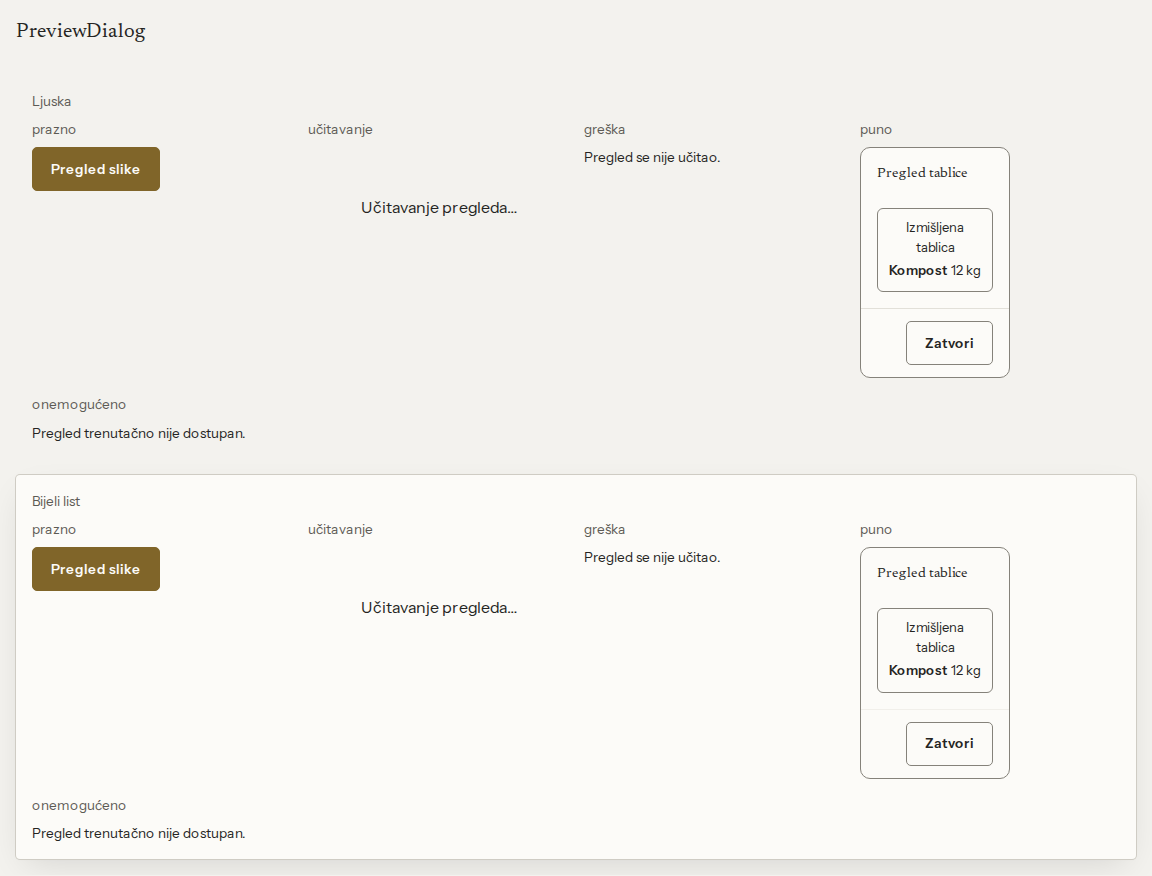 PreviewDialog
Ljuska
prazno
Pregled slike
učitavanje
Učitavanje pregleda...
greška
Pregled se nije učitao.
puno
Pregled tablice
Izmišljena
tablica
Kompost 12 kg
Zatvori
onemogućeno
Pregled trenutačno nije dostupan.
Bijeli list
prazno
Pregled slike
učitavanje
Učitavanje pregleda...
greška
Pregled se nije učitao.
puno
Pregled tablice
Izmišljena
tablica
Kompost 12 kg
Zatvori
onemogućeno
Pregled trenutačno nije dostupan.